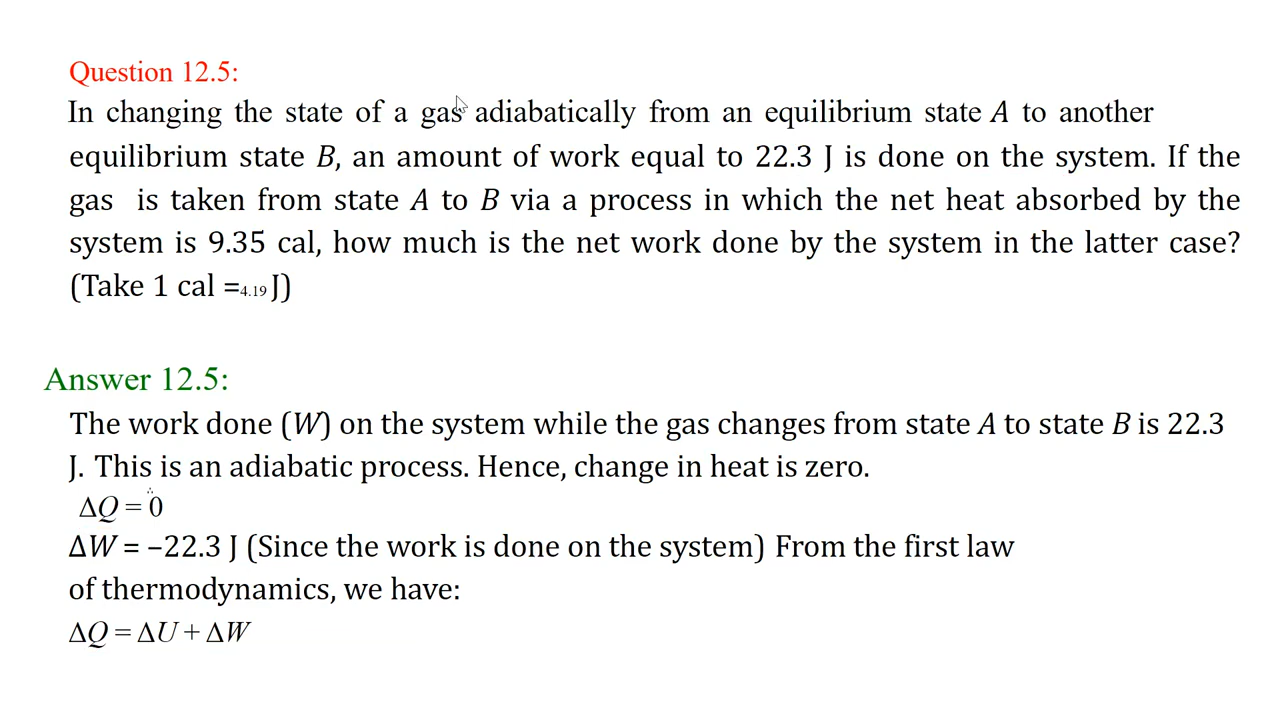 Question 12.5:
In changing the state of a gas adiabatically from an equilibrium state A to another
equilibrium state B, an amount of work equal to 22.3 J is done on the system. If the
gas is taken from state A to B via a process in which the net heat absorbed by the
system is 9.35 cal, how much is the net work done by the system in the latter case?
(Take 1 cal =4.19 J)
Answer 12.5:
The work done (W) on the system while the gas changes from state A to state B is 22.3
J. This is an adiabatic process. Hence, change in heat is zero.
∴
ΔQ = 0
ΔW = –22.3 J (Since the work is done on the system) From the first law
of thermodynamics, we have:
ΔQ = ΔU + ΔW